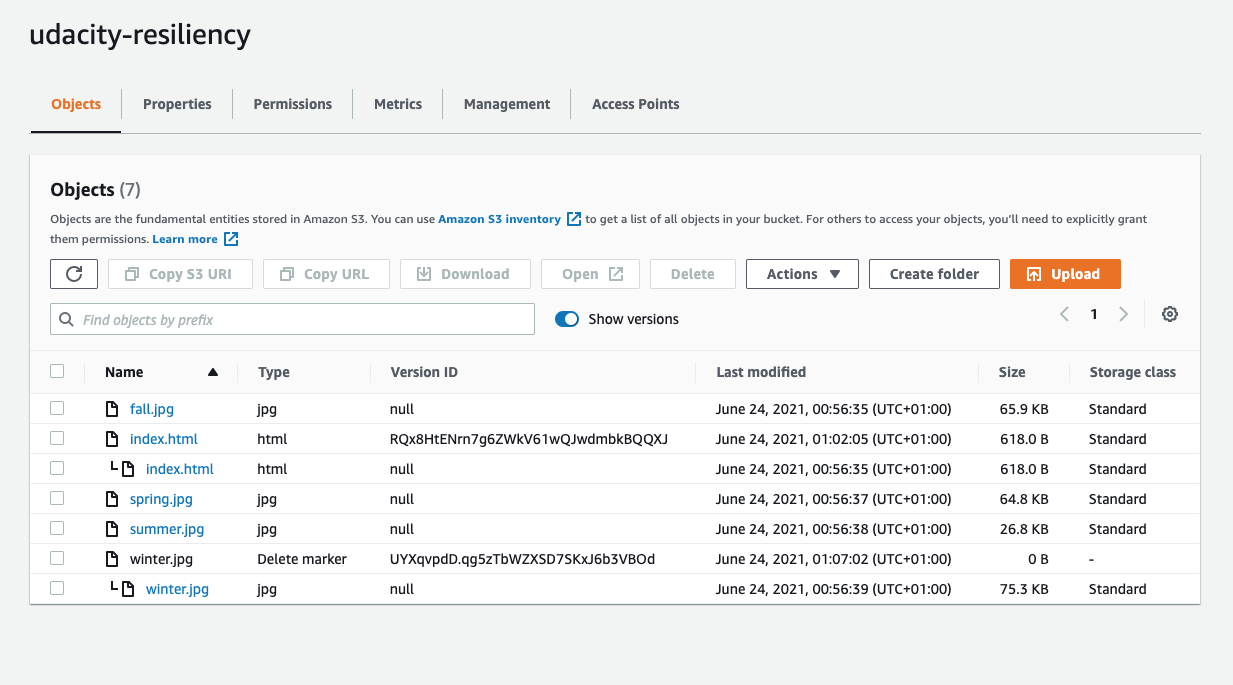 udacity-resiliency
Objects Properties Permissions Metrics Management Access Points
Objects (7)
Objects are the fundamental entities stored in Amazon S3. You can use Amazon S3 inventory to get a list of all objects in your bucket. For others to access your objects, you'll need to explicitly grant
them permissions. Learn more
Copy S3 URI Copy URL Download Open Delete Actions Create folder Upload
Find objects by prefix Show versions 1
Name Type Version ID Last modified Size Storage class
fall.jpg jpg null June 24, 2021, 00:56:35 (UTC+01:00) 65.9 KB Standard
index.html html RQx8HtENrn7g6ZWkV61wQJwdmbkBQQXJ June 24, 2021, 01:02:05 (UTC+01:00) 618.0 B Standard
index.html html null June 24, 2021, 00:56:35 (UTC+01:00) 618.0 B Standard
spring.jpg jpg null June 24, 2021, 00:56:37 (UTC+01:00) 64.8 KB Standard
summer.jpg jpg null June 24, 2021, 00:56:38 (UTC+01:00) 26.8 KB Standard
winter.jpg Delete marker UYXqvpdD.qg5zTbWZXSD7SKxJ6b3VBOd June 24, 2021, 01:07:02 (UTC+01:00) 0 B -
winter.jpg jpg null June 24, 2021, 00:56:39 (UTC+01:00) 75.3 KB Standard